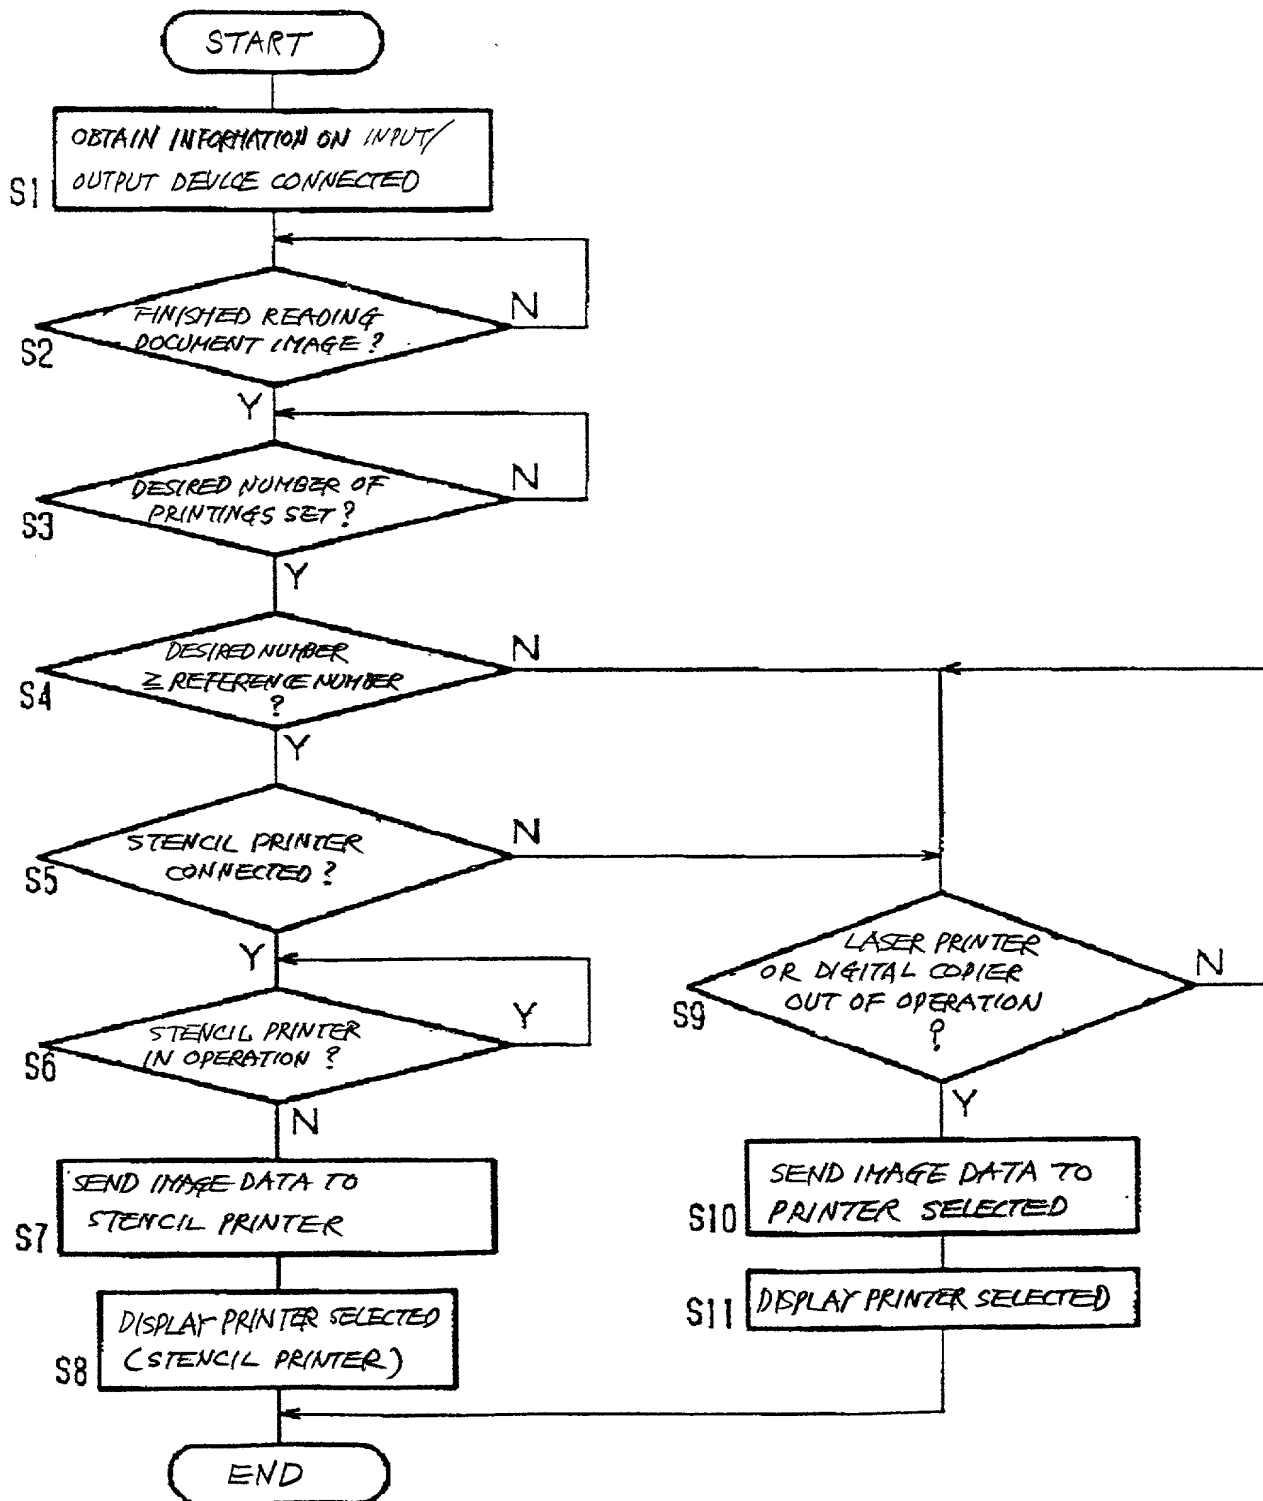 START
OBTAIN INFORMATION ON INPUT/
OUTPUT DEVICE CONNECTED
S1
FINISHED READING
DOCUMENT IMAGE?
N
S2
Y
DESIRED NUMBER OF
PRINTINGS SET?
N
S3
Y
DESIRED NUMBER
≥ REFERENCE NUMBER
?
N
S4
Y
STENCIL PRINTER
CONNECTED?
N
S5
Y
STENCIL PRINTER
IN OPERATION?
Y
S6
N
SEND IMAGE DATA TO
STENCIL PRINTER
S7
DISPLAY PRINTER SELECTED
(STENCIL PRINTER)
S8
LASER PRINTER
OR DIGITAL COPIER
OUT OF OPERATION
?
N
S9
Y
SEND IMAGE DATA TO
PRINTER SELECTED
S10
DISPLAY PRINTER SELECTED
S11
END